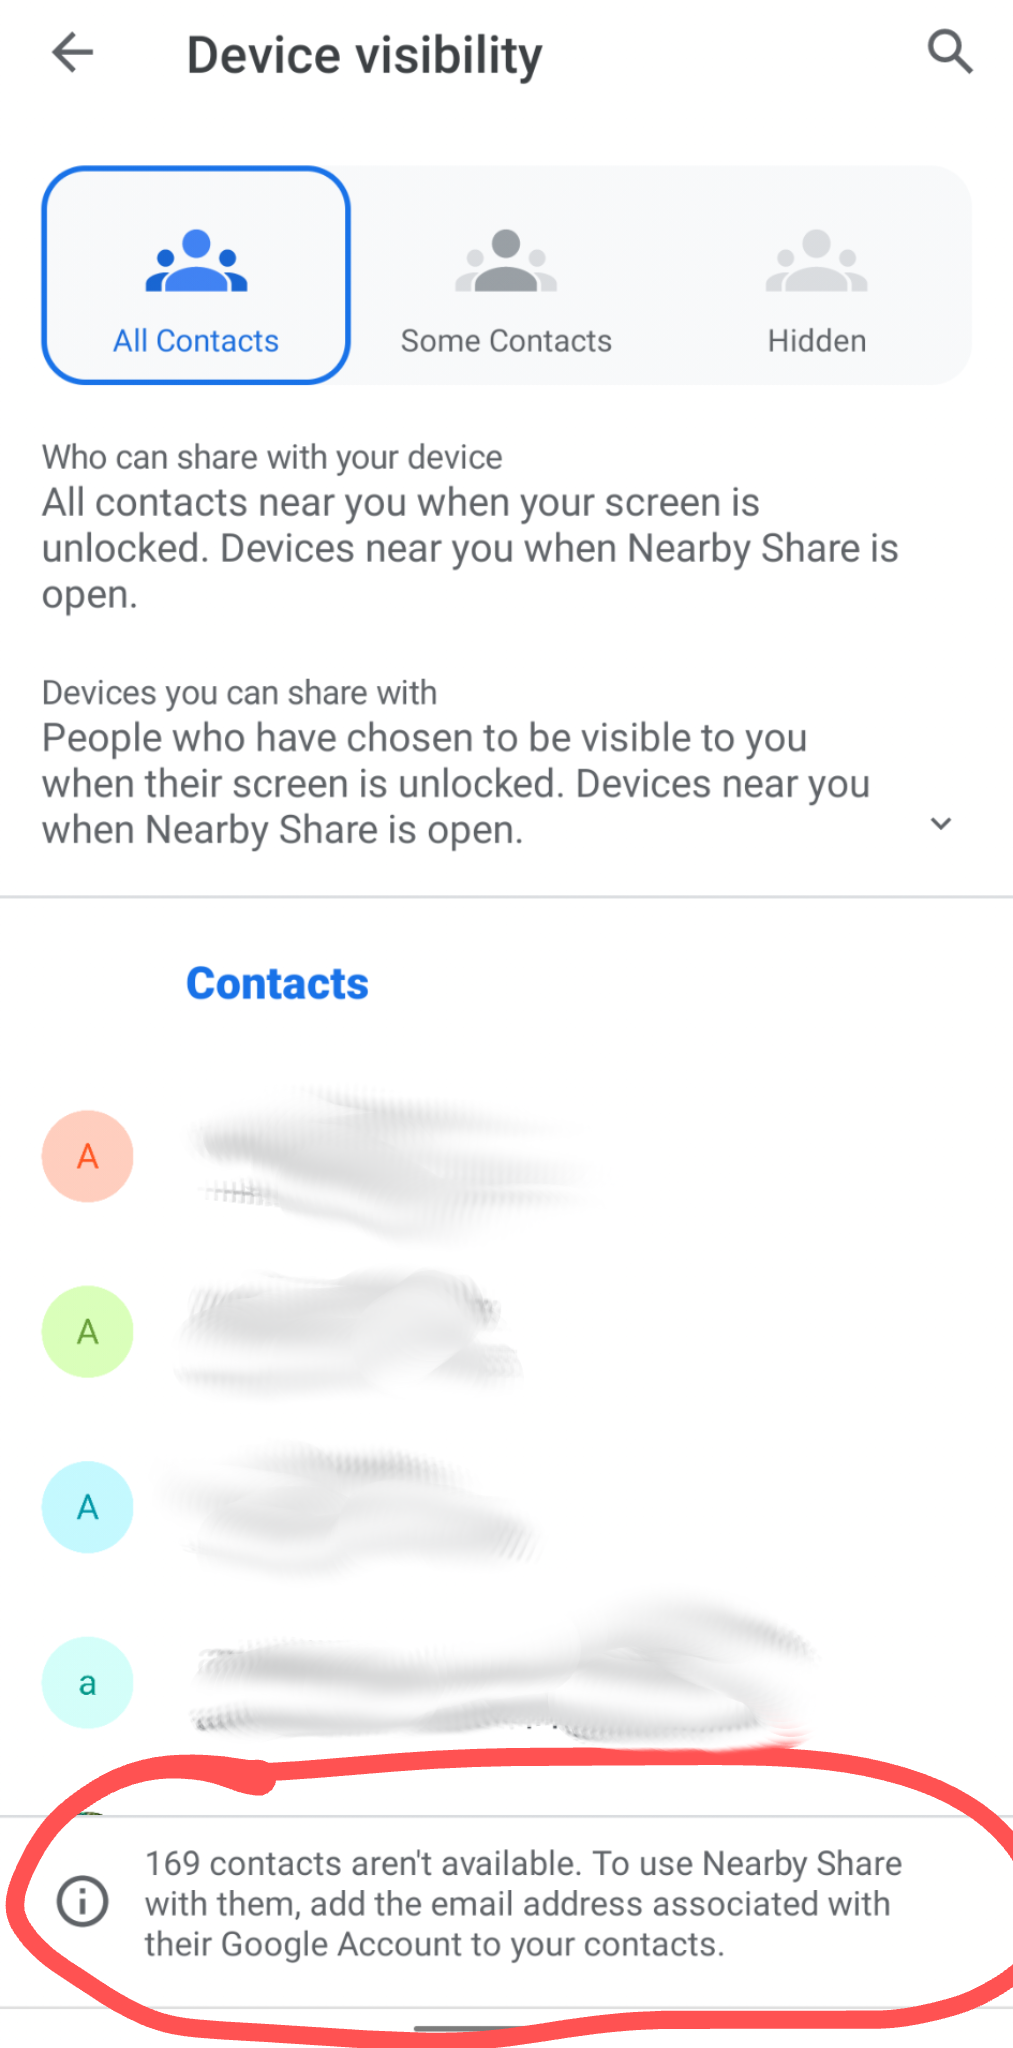 Device visibility
All Contacts
Some Contacts
Hidden
Who can share with your device
All contacts near you when your screen is
unlocked. Devices near you when Nearby Share is
open.
Devices you can share with
People who have chosen to be visible to you
when their screen is unlocked. Devices near you
when Nearby Share is open.
Contacts
A
A
A
a
169 contacts aren't available. To use Nearby Share
with them, add the email address associated with
their Google Account to your contacts.